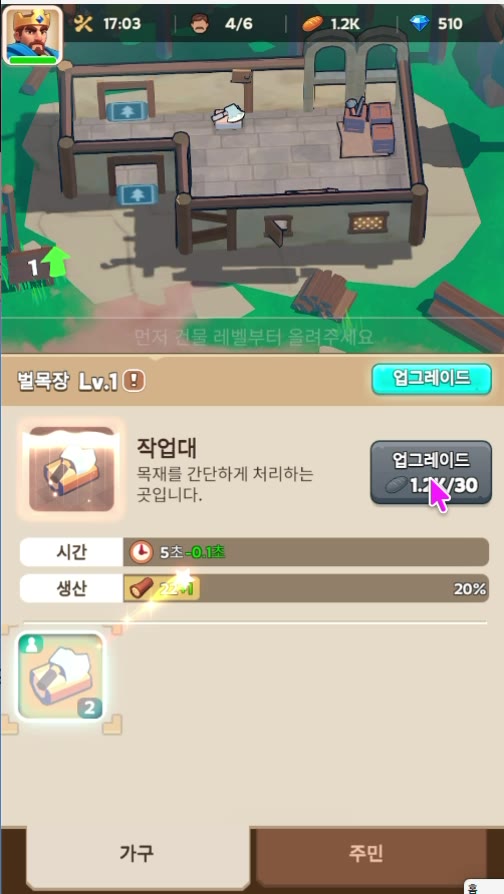 17:03
4/6
1.2K
510
1
먼저 건물 레벨부터 올려주세요
벌목장 Lv.1 !
업그레이드
작업대
목재를 간단하게 처리하는
곳입니다.
업그레이드
1.2K/30
시간
5초-0.1초
생산
20%
2
가구
주민
홈